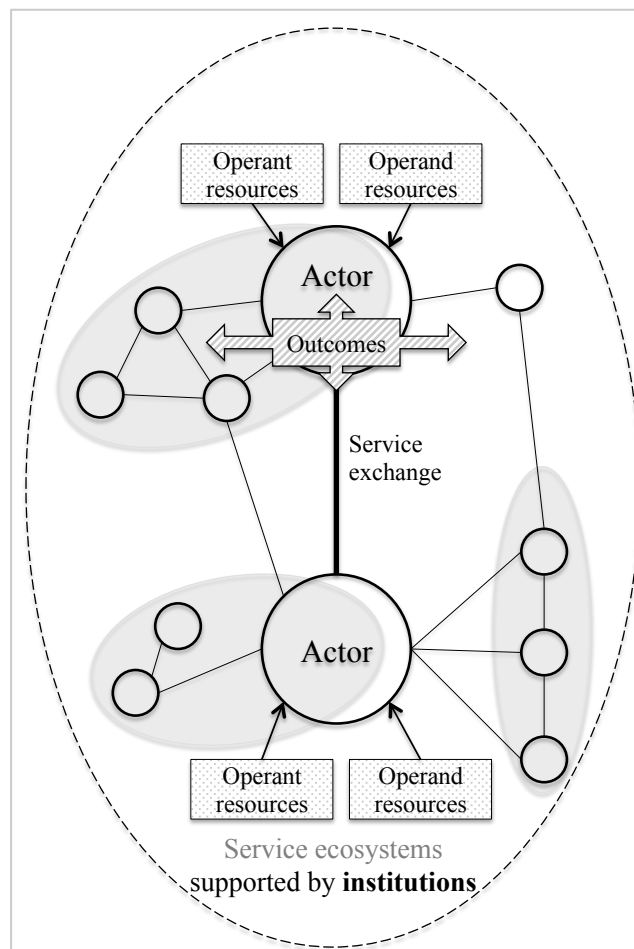 Operant
resources
Operand
resources
Actor
Outcomes
Service
exchange
Actor
Operant
resources
Operand
resources
Service ecosystems
supported by institutions